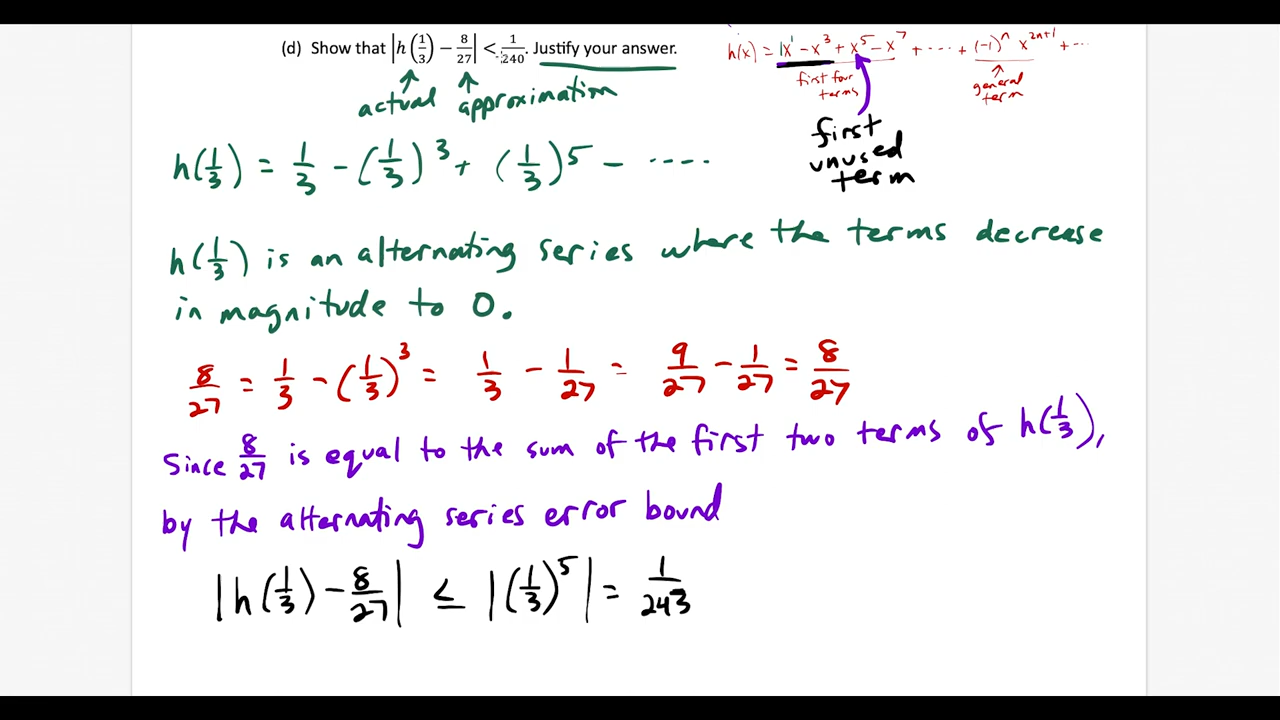 (d) Show that |h(1/3) − 8/27| < 1/240. Justify your answer.
h(x) = 1x¹ − x³ + x⁵ − x⁷ + ···· + (−1)ⁿ x²ⁿ⁺¹ + ···
first four terms
general term
actual approximation
first unused term
h(1/3) = 1/3 − (1/3)³ + (1/3)⁵ − ·····
h(1/3) is an alternating series where the terms decrease
in magnitude to 0.
8/27 = 1/3 − (1/3)³ = 1/3 − 1/27 = 9/27 − 1/27 = 8/27
Since 8/27 is equal to the sum of the first two terms of h(1/3),
by the alternating series error bound
|h(1/3) − 8/27| ≤ |(1/3)⁵| = 1/243